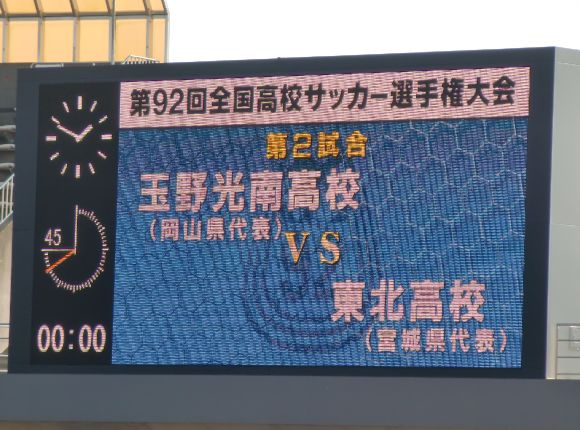 第92回全国高校サッカー選手権大会
第2試合
玉野光南高校
(岡山県代表)
VS
東北高校
(宮城県代表)
45
00:00